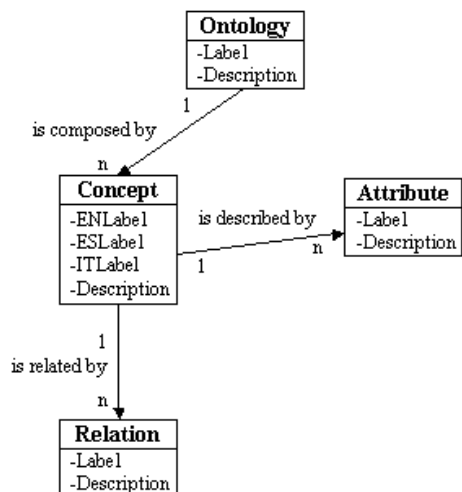 Ontology
-Label
-Description
1
is composed by
n
Concept
-ENLabel
-ESLabel
-ITLabel
-Description
is described by
1
n
Attribute
-Label
-Description
1
is related by
n
Relation
-Label
-Description